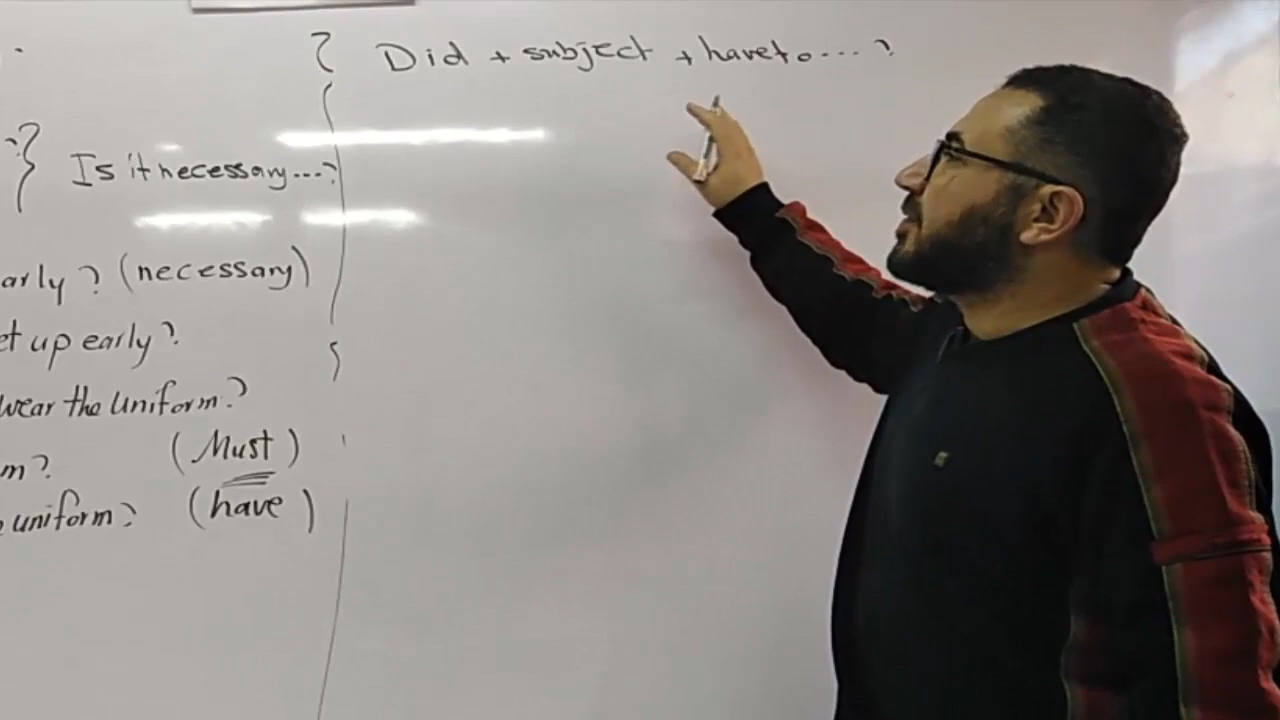 Did + subject + have to....?
Is it necessary...?
arly? (necessary)
et up early?
wear the uniform?
(Must)
m?
uniform? (have)